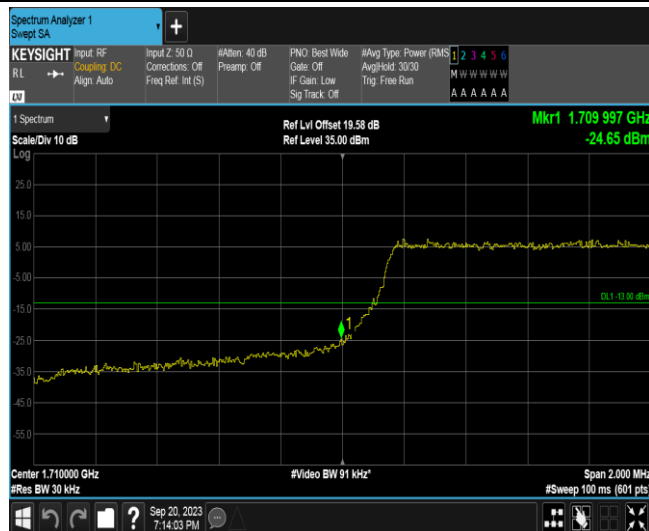 Spectrum Analyzer 1
Swept SA
+
KEYSIGHT
RL
LXI
Input: RF
Coupling: DC
Align: Auto
Input Z: 50 Ω
Corrections: Off
Freq Ref: Int (S)
#Atten: 40 dB
Preamp: Off
PNO: Best Wide
Gate: Off
IF Gain: Low
Sig Track: Off
#Avg Type: Power (RMS
Avg|Hold: 30/30
Trig: Free Run
1 2 3 4 5 6
M W W W W W
A A A A A A
1 Spectrum
Scale/Div 10 dB
Log
Ref Lvl Offset 19.58 dB
Ref Level 35.00 dBm
Mkr1 1.709 997 GHz
-24.65 dBm
25.0
15.0
5.00
-5.00
-15.0
-25.0
-35.0
-45.0
-55.0
DL1 -13.00 dBm
1
Center 1.710000 GHz
#Res BW 30 kHz
#Video BW 91 kHz*
Span 2.000 MHz
#Sweep 100 ms (601 pts)
?
Sep 20, 2023
7:14:03 PM